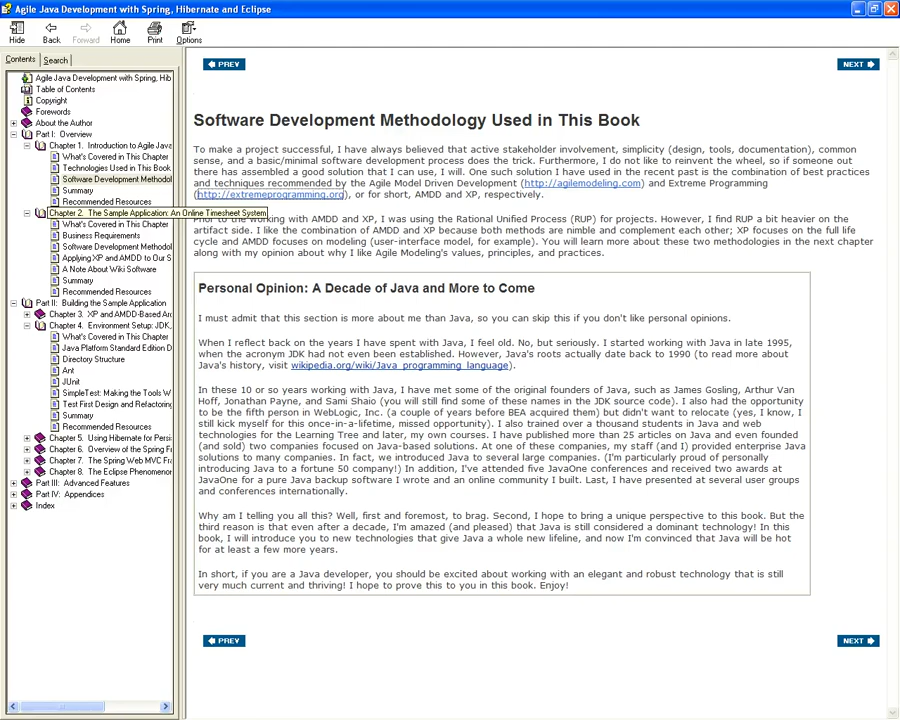 Agile Java Development with Spring, Hibernate and Eclipse
Hide Back Forward Home Print Options
Contents Search
Agile Java Development with Spring, Hib
Table of Contents
Copyright
Forewords
About the Author
Part I: Overview
Chapter 1. Introduction to Agile Java
What's Covered in This Chapter
Technologies Used in This Book
Software Development Methodol
Summary
Recommended Resources
Chapter 2. The Sample Application: An Online Timesheet System
What's Covered in This Chapter
Business Requirements
Software Development Methodol
Applying XP and AMDD to Our S
A Note About Wiki Software
Summary
Recommended Resources
Part II: Building the Sample Application
Chapter 3. XP and AMDD-Based Ar
Chapter 4. Environment Setup: JDK,
What's Covered in This Chapter
Java Platform Standard Edition D
Directory Structure
Ant
JUnit
SimpleTest: Making the Tools W
Test First Design and Refactoring
Summary
Recommended Resources
Chapter 5. Using Hibernate for Persi
Chapter 6. Overview of the Spring F
Chapter 7. The Spring Web MVC Fr
Chapter 8. The Eclipse Phenomenon
Part III: Advanced Features
Part IV: Appendices
Index
PREV NEXT
Software Development Methodology Used in This Book
To make a project successful, I have always believed that active stakeholder involvement, simplicity (design, tools, documentation), common
sense, and a basic/minimal software development process does the trick. Furthermore, I do not like to reinvent the wheel, so if someone out
there has assembled a good solution that I can use, I will. One such solution I have used in the recent past is the combination of best practices
and techniques recommended by the Agile Model Driven Development (http://agilemodeling.com) and Extreme Programming
(http://extremeprogramming.org), or for short, AMDD and XP, respectively.
Prior to working with AMDD and XP, I was using the Rational Unified Process (RUP) for projects. However, I find RUP a bit heavier on the
artifact side. I like the combination of AMDD and XP because both methods are nimble and complement each other; XP focuses on the full life
cycle and AMDD focuses on modeling (user-interface model, for example). You will learn more about these two methodologies in the next chapter
along with my opinion about why I like Agile Modeling's values, principles, and practices.
Personal Opinion: A Decade of Java and More to Come
I must admit that this section is more about me than Java, so you can skip this if you don't like personal opinions.
When I reflect back on the years I have spent with Java, I feel old. No, but seriously. I started working with Java in late 1995,
when the acronym JDK had not even been established. However, Java's roots actually date back to 1990 (to read more about
Java's history, visit wikipedia.org/wiki/Java_programming_language).
In these 10 or so years working with Java, I have met some of the original founders of Java, such as James Gosling, Arthur Van
Hoff, Jonathan Payne, and Sami Shaio (you will still find some of these names in the JDK source code). I also had the opportunity
to be the fifth person in WebLogic, Inc. (a couple of years before BEA acquired them) but didn't want to relocate (yes, I know, I
still kick myself for this once-in-a-lifetime, missed opportunity). I also trained over a thousand students in Java and web
technologies for the Learning Tree and later, my own courses. I have published more than 25 articles on Java and even founded
(and sold) two companies focused on Java-based solutions. At one of these companies, my staff (and I) provided enterprise Java
solutions to many companies. In fact, we introduced Java to several large companies. (I'm particularly proud of personally
introducing Java to a fortune 50 company!) In addition, I've attended five JavaOne conferences and received two awards at
JavaOne for a pure Java backup software I wrote and an online community I built. Last, I have presented at several user groups
and conferences internationally.
Why am I telling you all this? Well, first and foremost, to brag. Second, I hope to bring a unique perspective to this book. But the
third reason is that even after a decade, I'm amazed (and pleased) that Java is still considered a dominant technology! In this
book, I will introduce you to new technologies that give Java a whole new lifeline, and now I'm convinced that Java will be hot
for at least a few more years.
In short, if you are a Java developer, you should be excited about working with an elegant and robust technology that is still
very much current and thriving! I hope to prove this to you in this book. Enjoy!
PREV NEXT